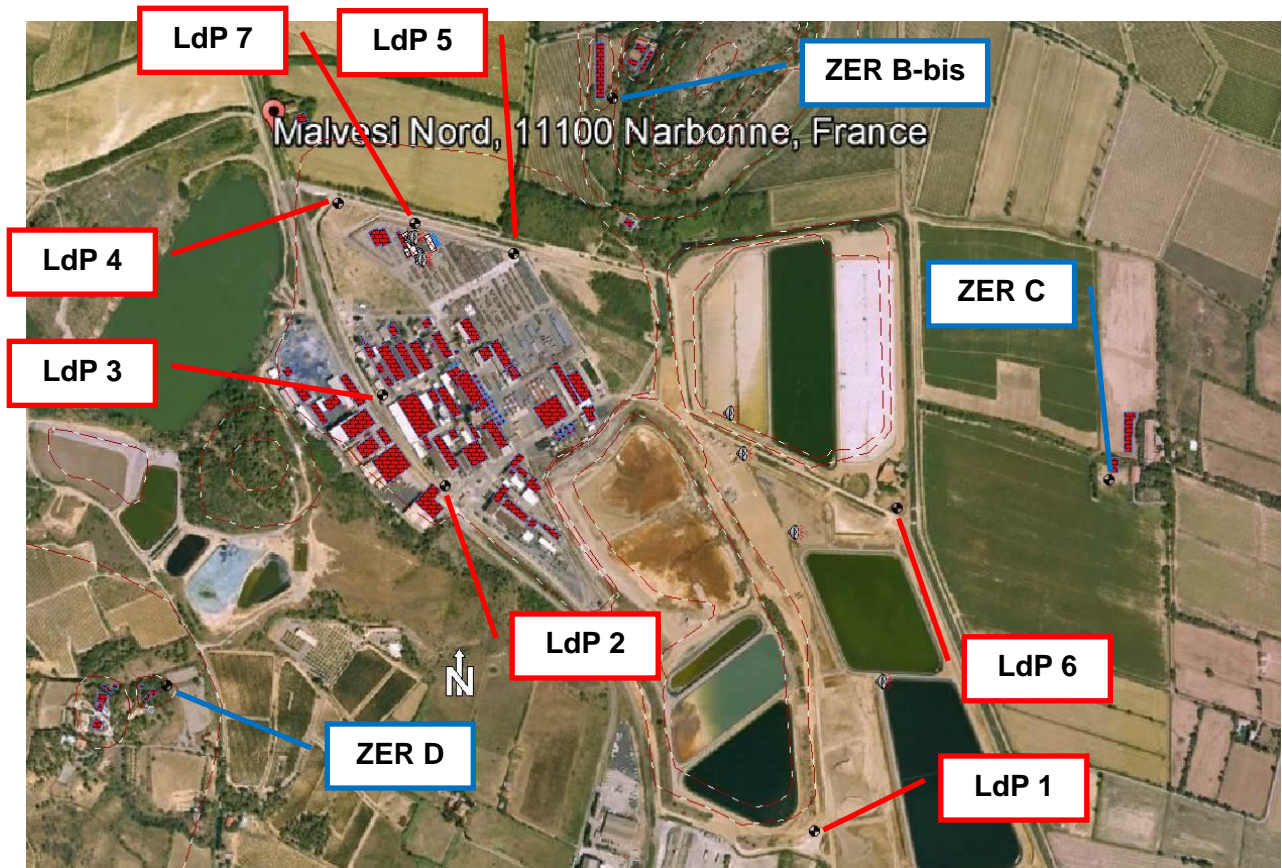 LdP 7
LdP 5
ZER B-bis
Malvesi Nord, 11100 Narbonne, France
LdP 4
ZER C
LdP 3
LdP 2
N
LdP 6
ZER D
LdP 1